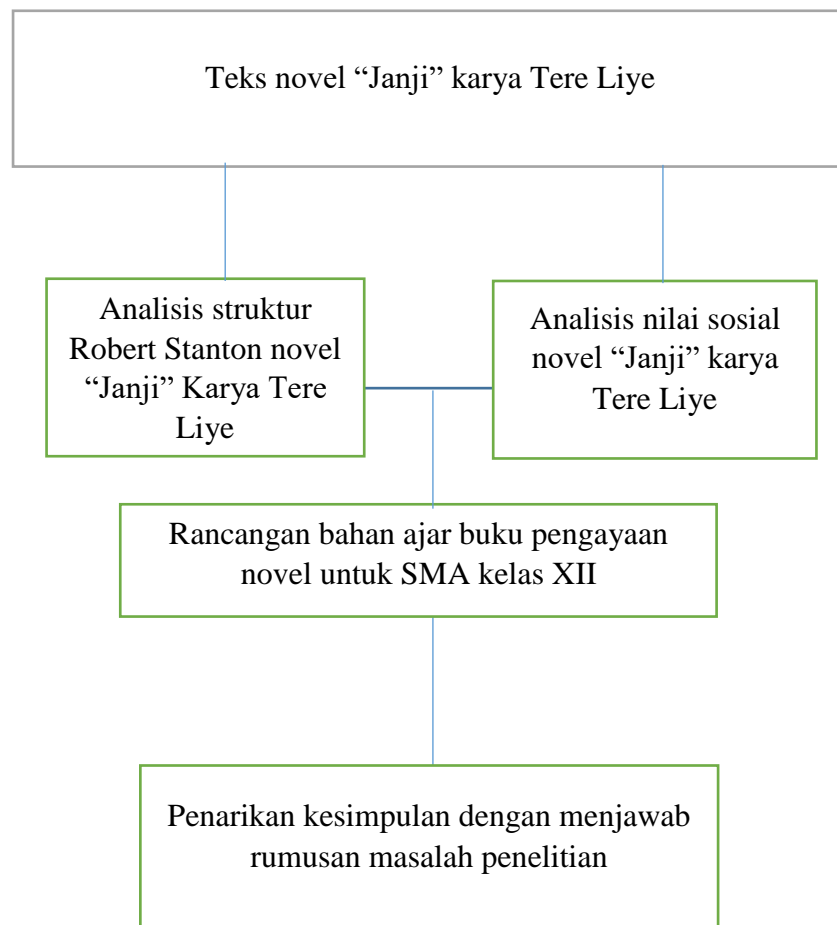 Teks novel “Janji” karya Tere Liye
Analisis struktur
Robert Stanton novel
“Janji” Karya Tere
Liye
Analisis nilai sosial
novel “Janji” karya
Tere Liye
Rancangan bahan ajar buku pengayaan
novel untuk SMA kelas XII
Penarikan kesimpulan dengan menjawab
rumusan masalah penelitian